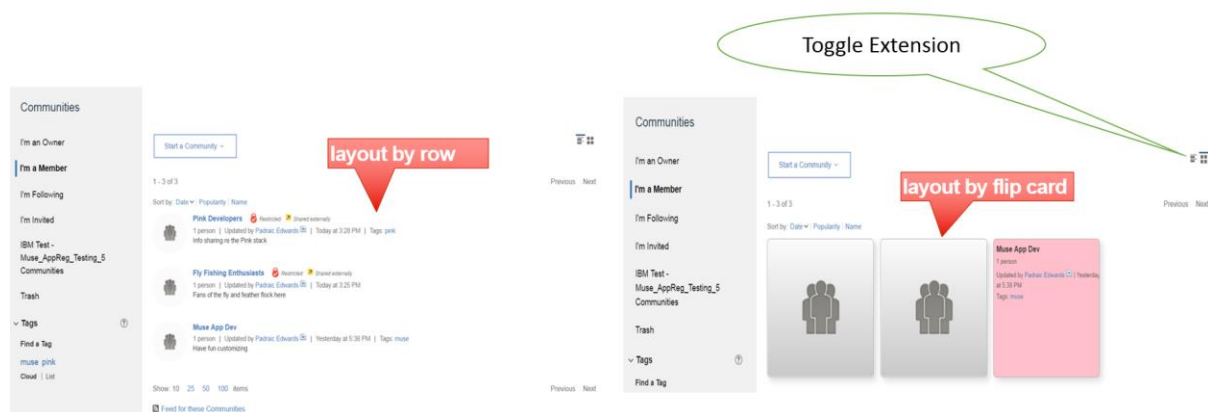 Toggle Extension
Communities
I'm an Owner
I'm a Member
I'm Following
I'm Invited
IBM Test -
Muse_AppReg_Testing_5
Communities
Trash
Tags
Find a Tag
muse pink
Cloud | List
Start a Community
layout by row
1 - 3 of 3
Previous Next
Sort by: Date | Popularity | Name
Pink Developers Restricted Shared externally
1 person | Updated by Padraic Edwards | Today at 3:28 PM | Tags: pink
Info sharing re the Pink stack
Fly Fishing Enthusiasts Restricted Shared externally
1 person | Updated by Padraic Edwards | Today at 3:25 PM
Fans of the fly and feather flock here
Muse App Dev
1 person | Updated by Padraic Edwards | Yesterday at 5:38 PM | Tags: muse
Have fun customizing
Show: 10 25 50 100 items
Previous Next
Feed for these Communities
Communities
I'm an Owner
I'm a Member
I'm Following
I'm Invited
IBM Test -
Muse_AppReg_Testing_5
Communities
Trash
Tags
Find a Tag
Start a Community
layout by flip card
1 - 3 of 3
Previous Next
Sort by: Date | Popularity | Name
Muse App Dev
1 person
Updated by Padraic Edwards | Yesterday
at 5:38 PM
Tags: muse